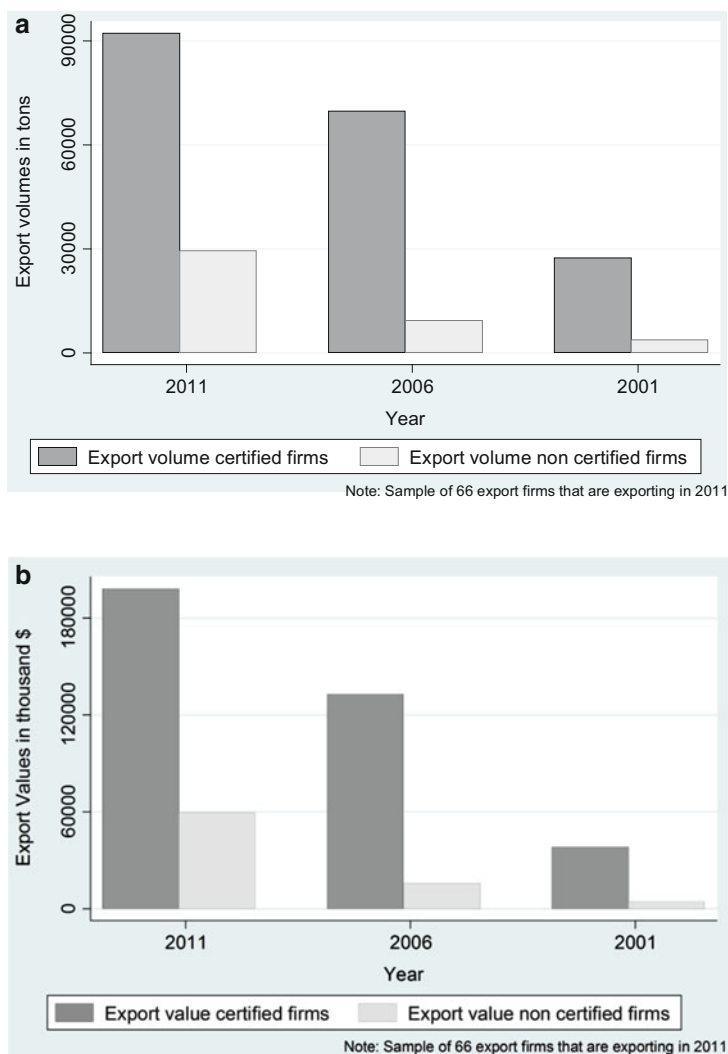 a
Export volumes in tons
90000
60000
30000
0
2011 2006 2001
Year
Export volume certified firms Export volume non certified firms
Note: Sample of 66 export firms that are exporting in 2011
b
Export Values in thousand $
180000
120000
60000
0
2011 2006 2001
Year
Export value certified firms Export value non certified firms
Note: Sample of 66 export firms that are exporting in 2011